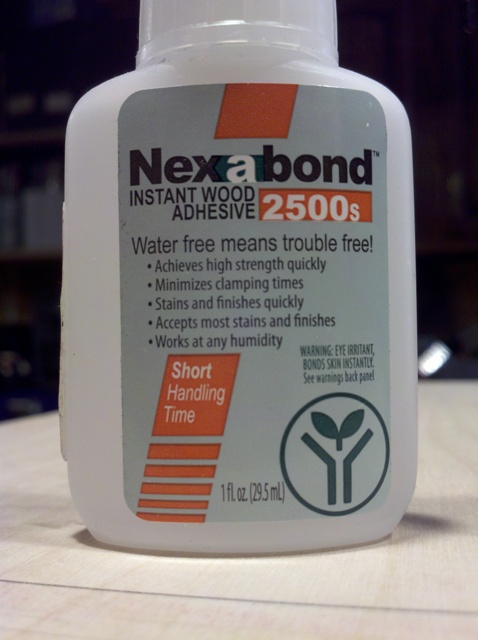 Nexabond™
INSTANT WOOD
ADHESIVE 2500s
Water free means trouble free!
• Achieves high strength quickly
• Minimizes clamping times
• Stains and finishes quickly
• Accepts most stains and finishes
• Works at any humidity
WARNING: EYE IRRITANT,
BONDS SKIN INSTANTLY.
See warnings back panel
Short
Handling
Time
1 fl. oz. (29.5 mL)